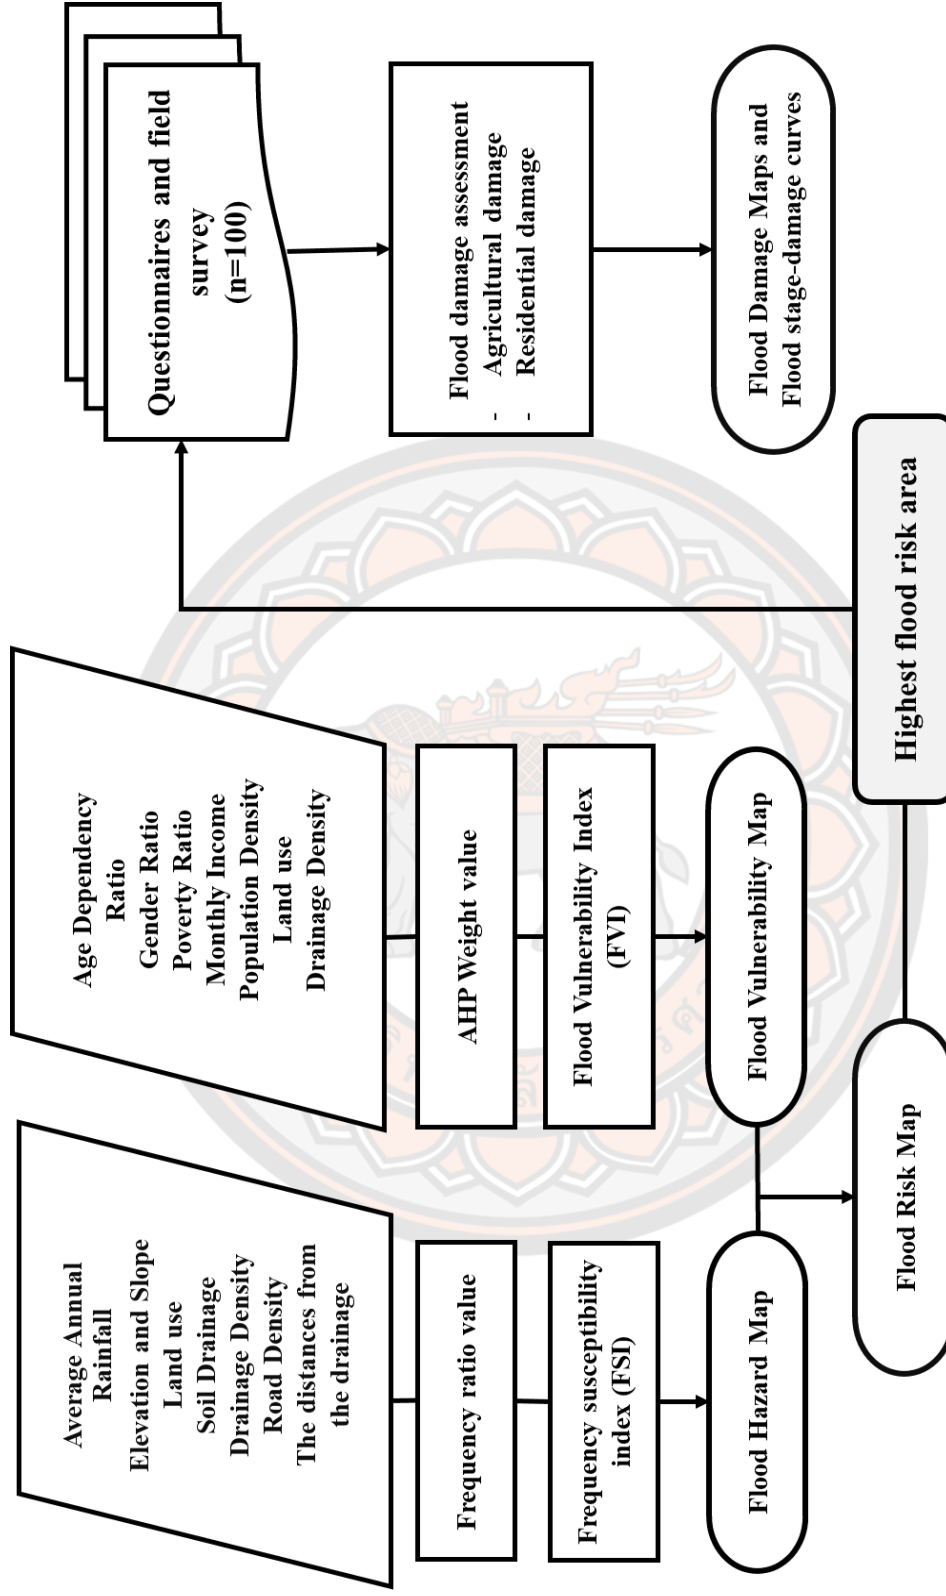 Average Annual
Rainfall
Elevation and Slope
Land use
Soil Drainage
Drainage Density
Road Density
The distances from
the drainage
Frequency ratio value
Frequency susceptibility
index (FSI)
Flood Hazard Map
Age Dependency
Ratio
Gender Ratio
Poverty Ratio
Monthly Income
Population Density
Land use
Drainage Density
AHP Weight value
Flood Vulnerability Index
(FVI)
Flood Vulnerability Map
Flood Risk Map
Highest flood risk area
Questionnaires and field
survey
(n=100)
Flood damage assessment
- Agricultural damage
- Residential damage
Flood Damage Maps and
Flood stage-damage curves